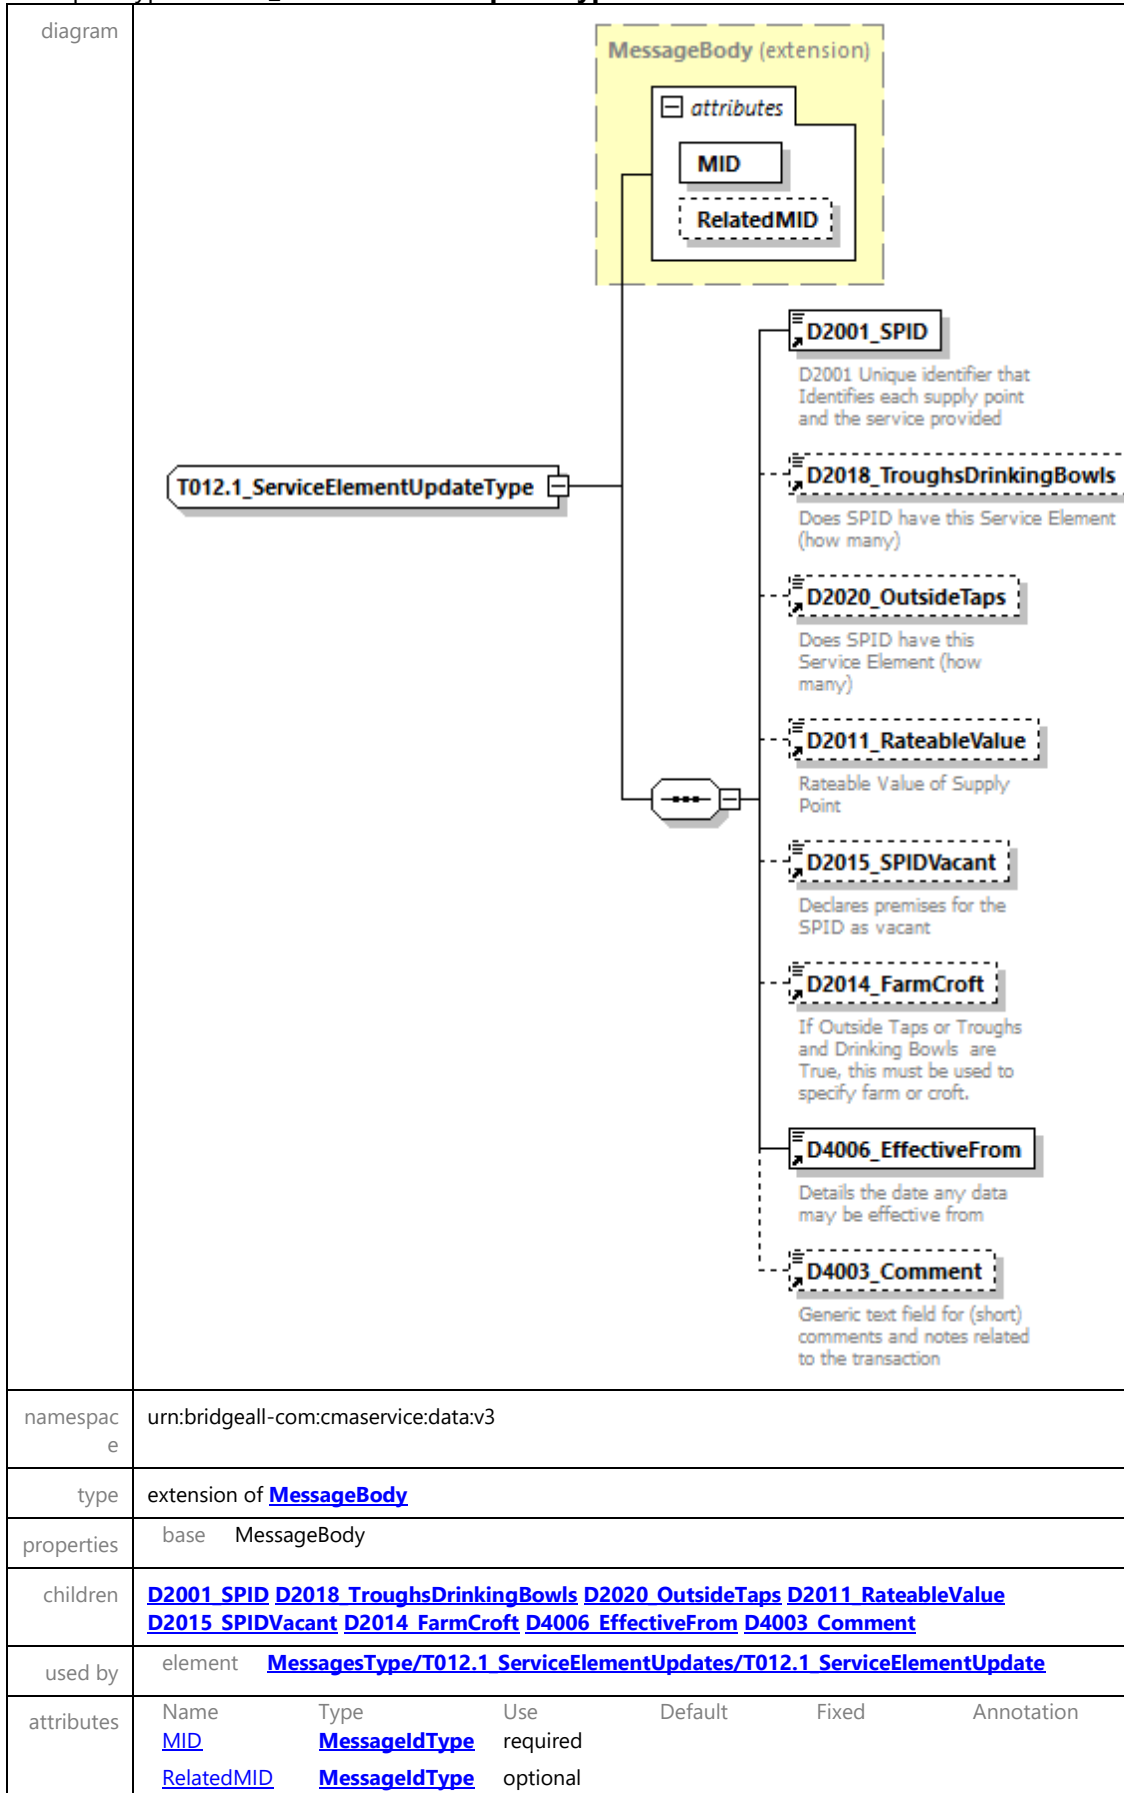 diagram
MessageBody (extension)
attributes
MID
RelatedMID
D2001_SPID
D2001 Unique identifier that
Identifies each supply point
and the service provided
T012.1_ServiceElementUpdateType
D2018_TroughsDrinkingBowls
Does SPID have this Service Element
(how many)
D2020_OutsideTaps
Does SPID have this
Service Element (how
many)
D2011_RateableValue
Rateable Value of Supply
Point
D2015_SPIDVacant
Declares premises for the
SPID as vacant
D2014_FarmCroft
If Outside Taps or Troughs
and Drinking Bowls are
True, this must be used to
specify farm or croft.
D4006_EffectiveFrom
Details the date any data
may be effective from
D4003_Comment
Generic text field for (short)
comments and notes related
to the transaction
namespac
e
urn:bridgeall-com:cmaservice:data:v3
type extension of MessageBody
properties base MessageBody
children D2001_SPID D2018_TroughsDrinkingBowls D2020_OutsideTaps D2011_RateableValue
D2015_SPIDVacant D2014_FarmCroft D4006_EffectiveFrom D4003_Comment
used by element MessagesType/T012.1_ServiceElementUpdates/T012.1_ServiceElementUpdate
attributes Name Type Use Default Fixed Annotation
MID MessageIdType required
RelatedMID MessageIdType optional